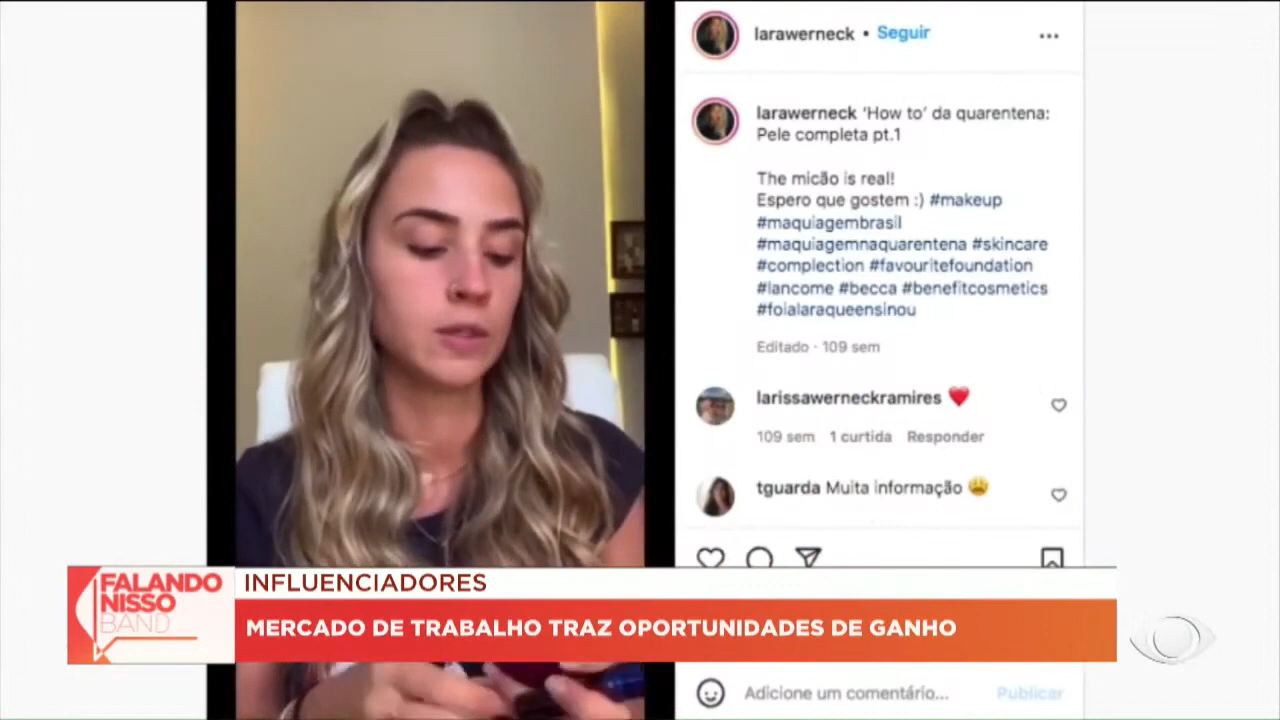 larawerneck • Seguir
larawerneck ‘How to’ da quarentena:
Pele completa pt.1
The micão is real!
Espero que gostem :) #makeup
#maquiagembrasil
#maquiagemnaquarentena #skincare
#complection #favouritefoundation
#lancome #becca #benefitcosmetics
#foialaraqueensinou
Editado · 109 sem
larissawerneckramires ❤️
109 sem 1 curtida Responder
tguarda Muita informação 😩
FALANDO
NISSO
BAND
INFLUENCIADORES
MERCADO DE TRABALHO TRAZ OPORTUNIDADES DE GANHO
Adicione um comentário...
Publicar